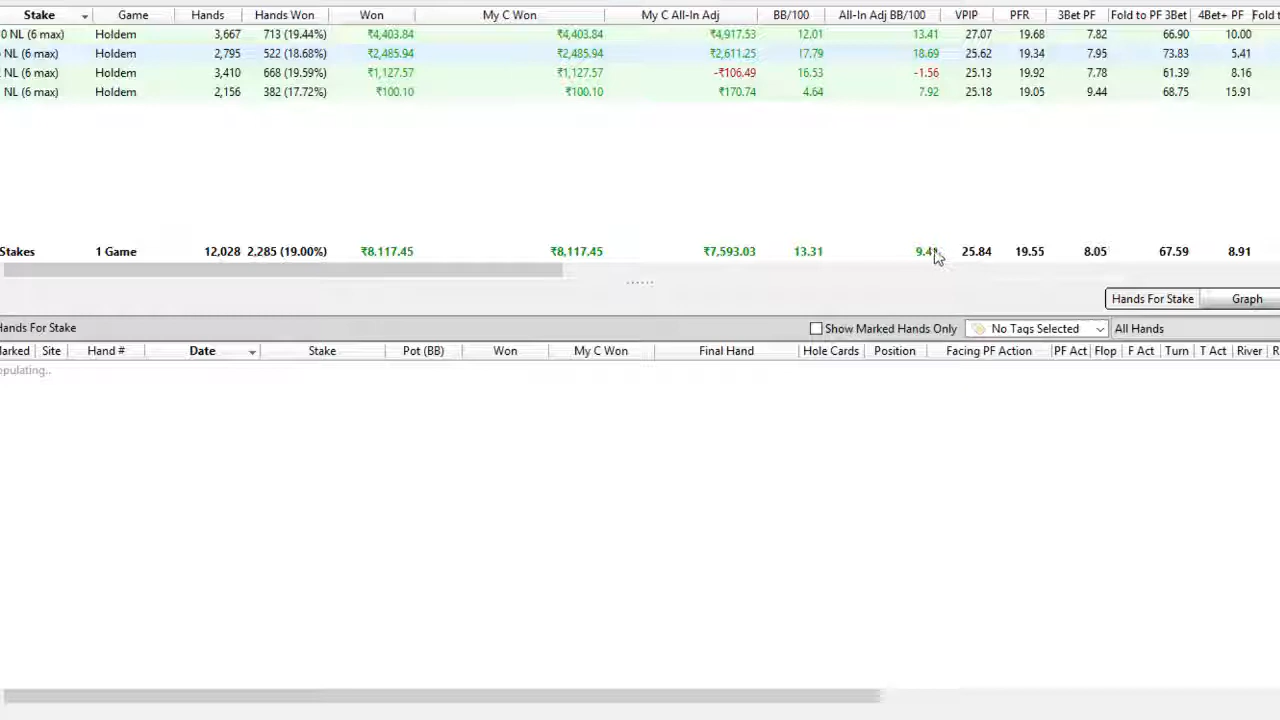 Stake Game Hands Hands Won Won My C Won My C All-In Adj BB/100 All-In Adj BB/100 VPIP PFR 3Bet PF Fold to PF 3Bet 4Bet+ PF Fold t
0 NL (6 max) Holdem 3,667 713 (19.44%) ₹4,403.84 ₹4,403.84 ₹4,917.53 12.01 13.41 27.07 19.68 7.82 66.90 10.00
NL (6 max) Holdem 2,795 522 (18.68%) ₹2,485.94 ₹2,485.94 ₹2,611.25 17.79 18.69 25.62 19.34 7.95 73.83 5.41
NL (6 max) Holdem 3,410 668 (19.59%) ₹1,127.57 ₹1,127.57 -₹106.49 16.53 -1.56 25.13 19.92 7.78 61.39 8.16
NL (6 max) Holdem 2,156 382 (17.72%) ₹100.10 ₹100.10 ₹170.74 4.64 7.92 25.18 19.05 9.44 68.75 15.91
Stakes 1 Game 12,028 2,285 (19.00%) ₹8,117.45 ₹8,117.45 ₹7,593.03 13.31 25.84 19.55 8.05 67.59 8.91
Hands For Stake Graph
Hands For Stake Show Marked Hands Only No Tags Selected All Hands
arked Site Hand # Date Stake Pot (BB) Won My C Won Final Hand Hole Cards Position Facing PF Action PF Act Flop F Act Turn T Act River R
opulating..